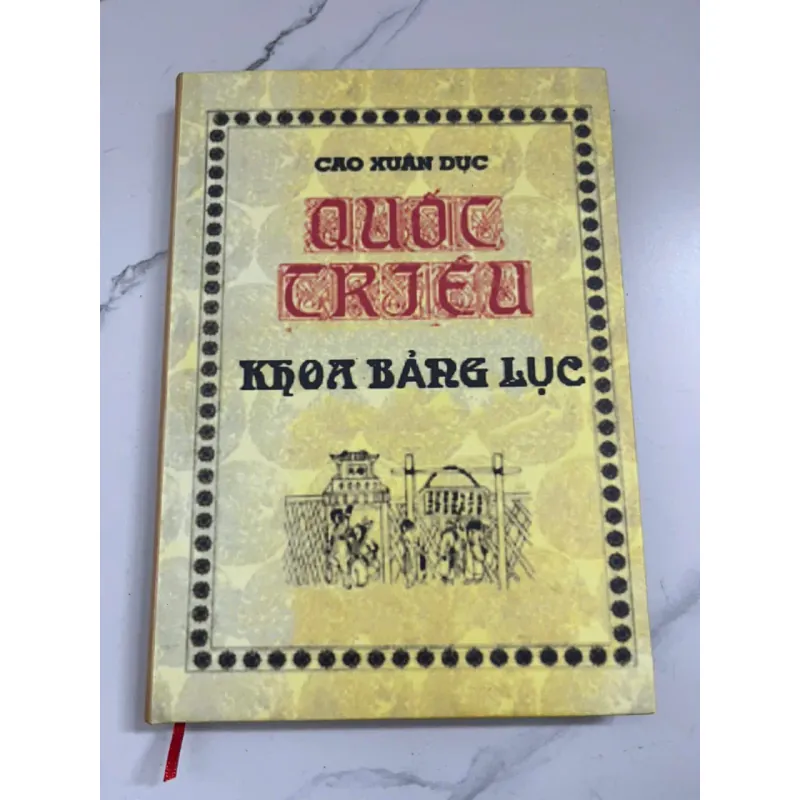 CAO XUÂN DỤC
QUỐC
TRIỀU
KHOA BẢNG LỤC